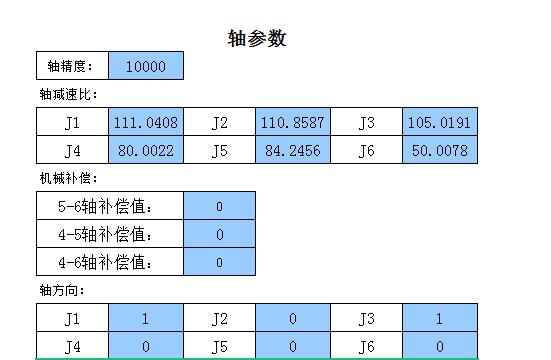 轴参数
轴精度: 10000
轴减速比:
J1 111.0408 J2 110.8587 J3 105.0191
J4 80.0022 J5 84.2456 J6 50.0078
机械补偿:
5-6轴补偿值: 0
4-5轴补偿值: 0
4-6轴补偿值: 0
轴方向:
J1 1 J2 0 J3 1
J4 0 J5 0 J6 0